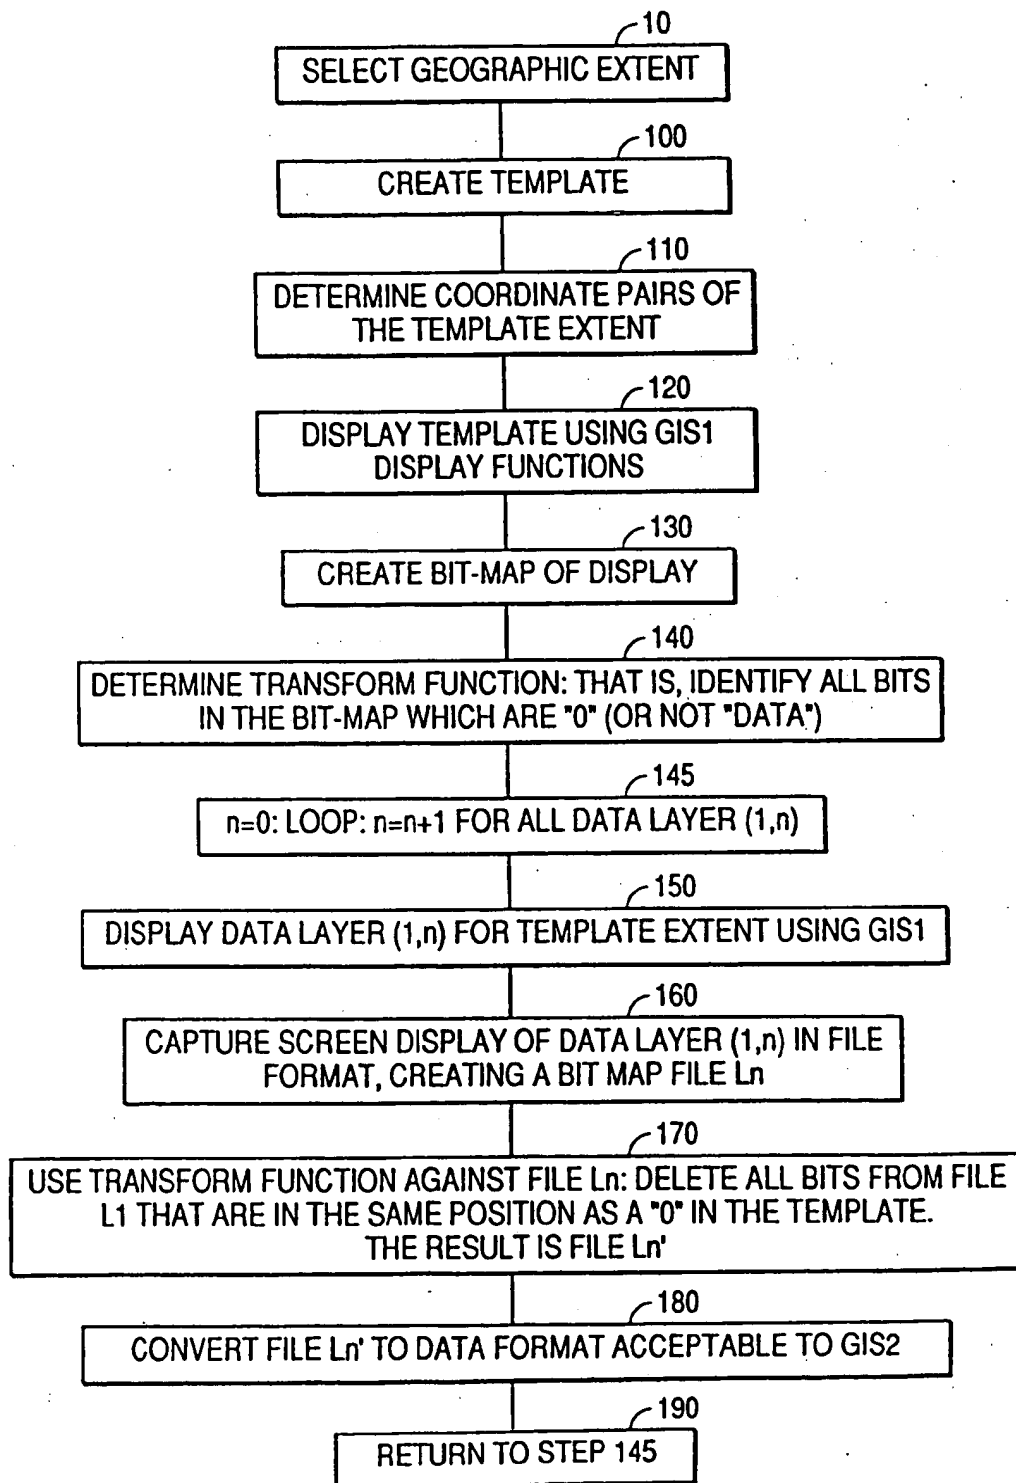 10
SELECT GEOGRAPHIC EXTENT
100
CREATE TEMPLATE
110
DETERMINE COORDINATE PAIRS OF
THE TEMPLATE EXTENT
120
DISPLAY TEMPLATE USING GIS1
DISPLAY FUNCTIONS
130
CREATE BIT-MAP OF DISPLAY
140
DETERMINE TRANSFORM FUNCTION: THAT IS, IDENTIFY ALL BITS
IN THE BIT-MAP WHICH ARE "0" (OR NOT "DATA")
145
n=0: LOOP: n=n+1 FOR ALL DATA LAYER (1,n)
150
DISPLAY DATA LAYER (1,n) FOR TEMPLATE EXTENT USING GIS1
160
CAPTURE SCREEN DISPLAY OF DATA LAYER (1,n) IN FILE
FORMAT, CREATING A BIT MAP FILE Ln
170
USE TRANSFORM FUNCTION AGAINST FILE Ln: DELETE ALL BITS FROM FILE
L1 THAT ARE IN THE SAME POSITION AS A "0" IN THE TEMPLATE.
THE RESULT IS FILE Ln'
180
CONVERT FILE Ln' TO DATA FORMAT ACCEPTABLE TO GIS2
190
RETURN TO STEP 145